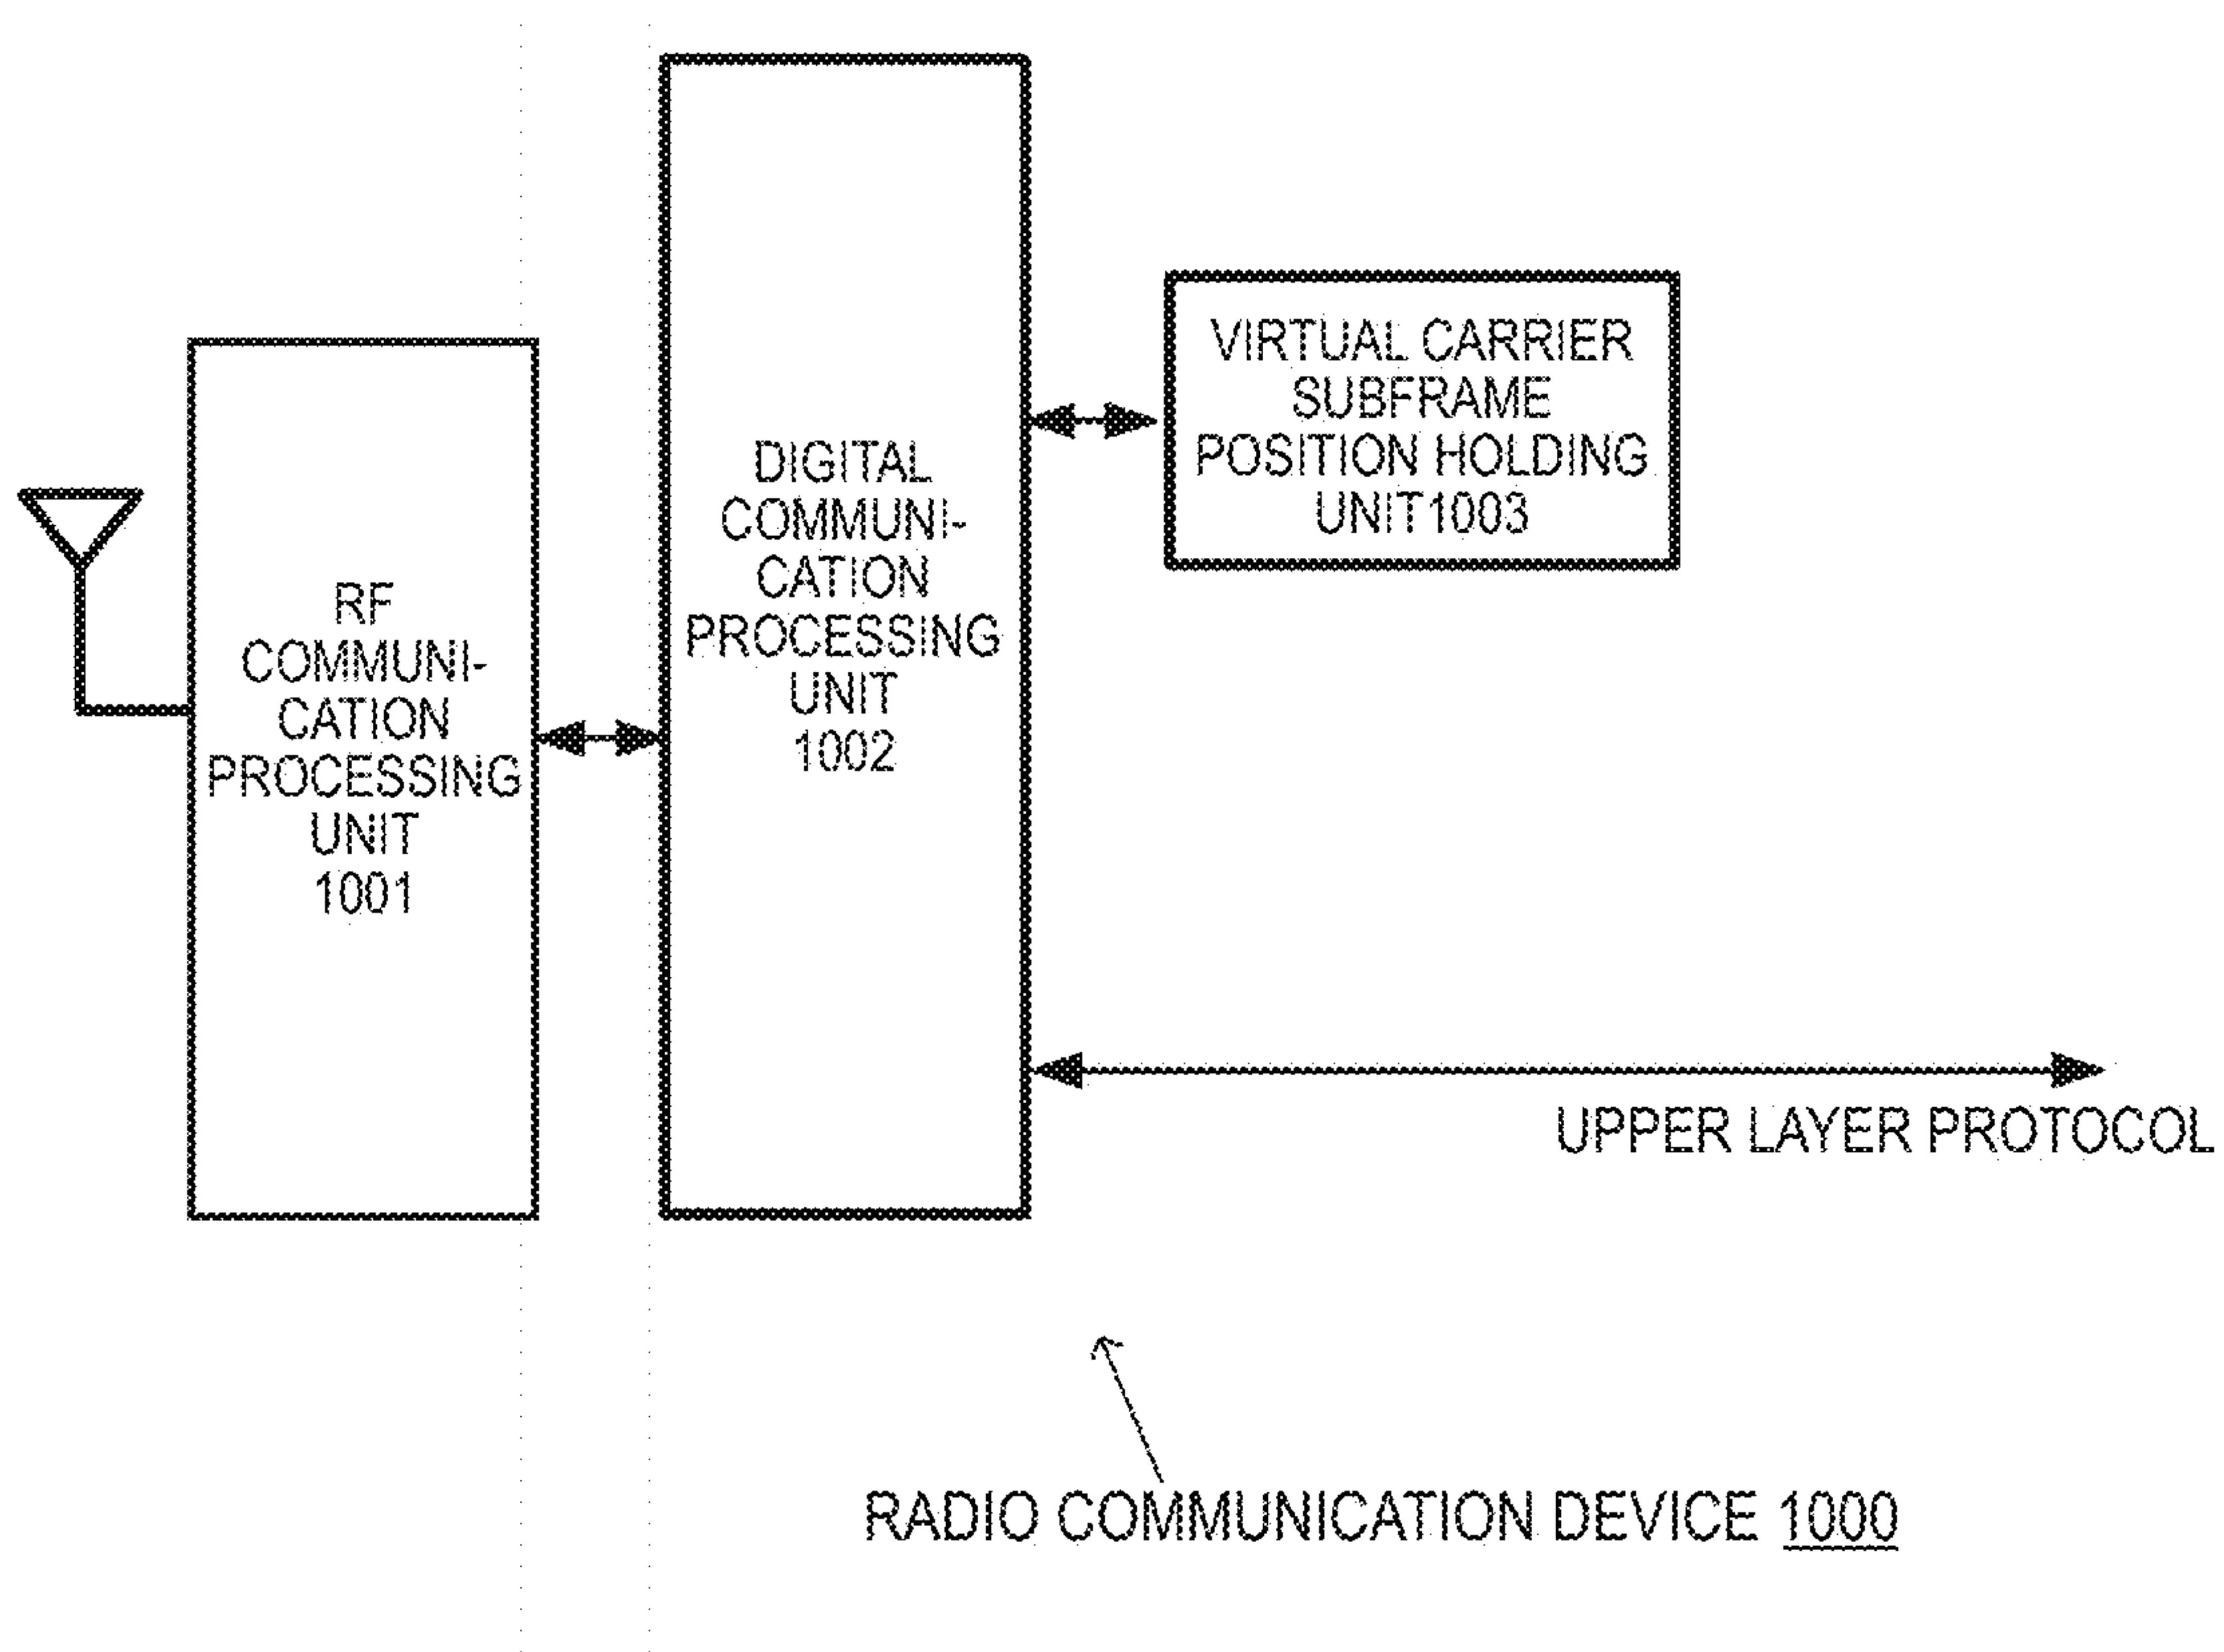 RF
COMMUNI-
CATION
PROCESSING
UNIT
1001
DIGITAL
COMMUNI-
CATION
PROCESSING
UNIT
1002
VIRTUAL CARRIER
SUBFRAME
POSITION HOLDING
UNIT1003
UPPER LAYER PROTOCOL
RADIO COMMUNICATION DEVICE 1000